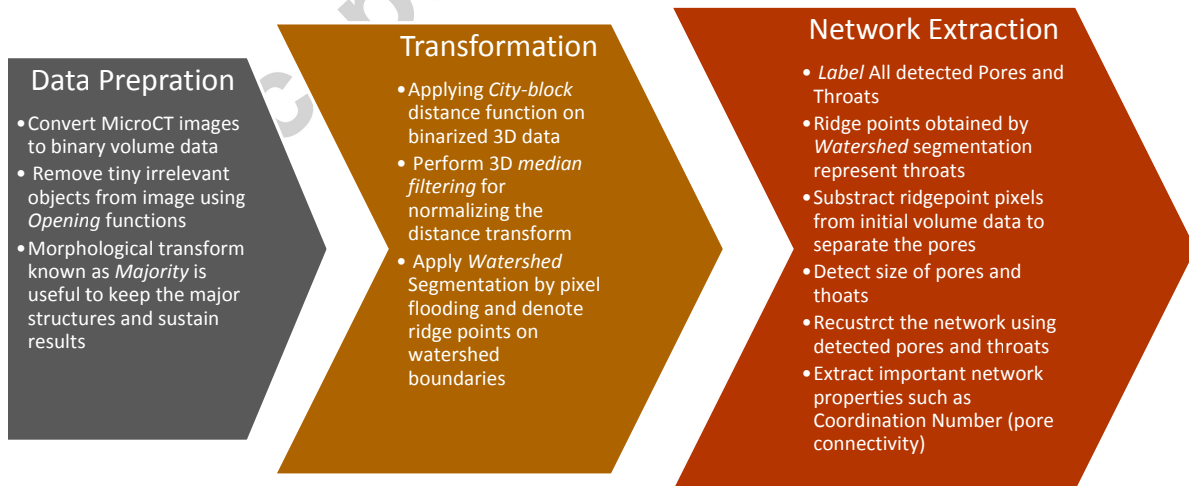 Data Prepration
•Convert MicroCT images
to binary volume data
• Remove tiny irrelevant
objects from image using
Opening functions
•Morphological transform
known as Majority is
useful to keep the major
structures and sustain
results
Transformation
•Applying City-block
distance function on
binarized 3D data
• Perform 3D median
filtering for
normalizing the
distance transform
• Apply Watershed
Segmentation by pixel
flooding and denote
ridge points on
watershed
boundaries
Network Extraction
• Label All detected Pores and
Throats
•Ridge points obtained by
Watershed segmentation
represent throats
•Substract ridgepoint pixels
from initial volume data to
separate the pores
•Detect size of pores and
thoats
•Recustrct the network using
detected pores and throats
•Extract important network
properties such as
Coordination Number (pore
connectivity)